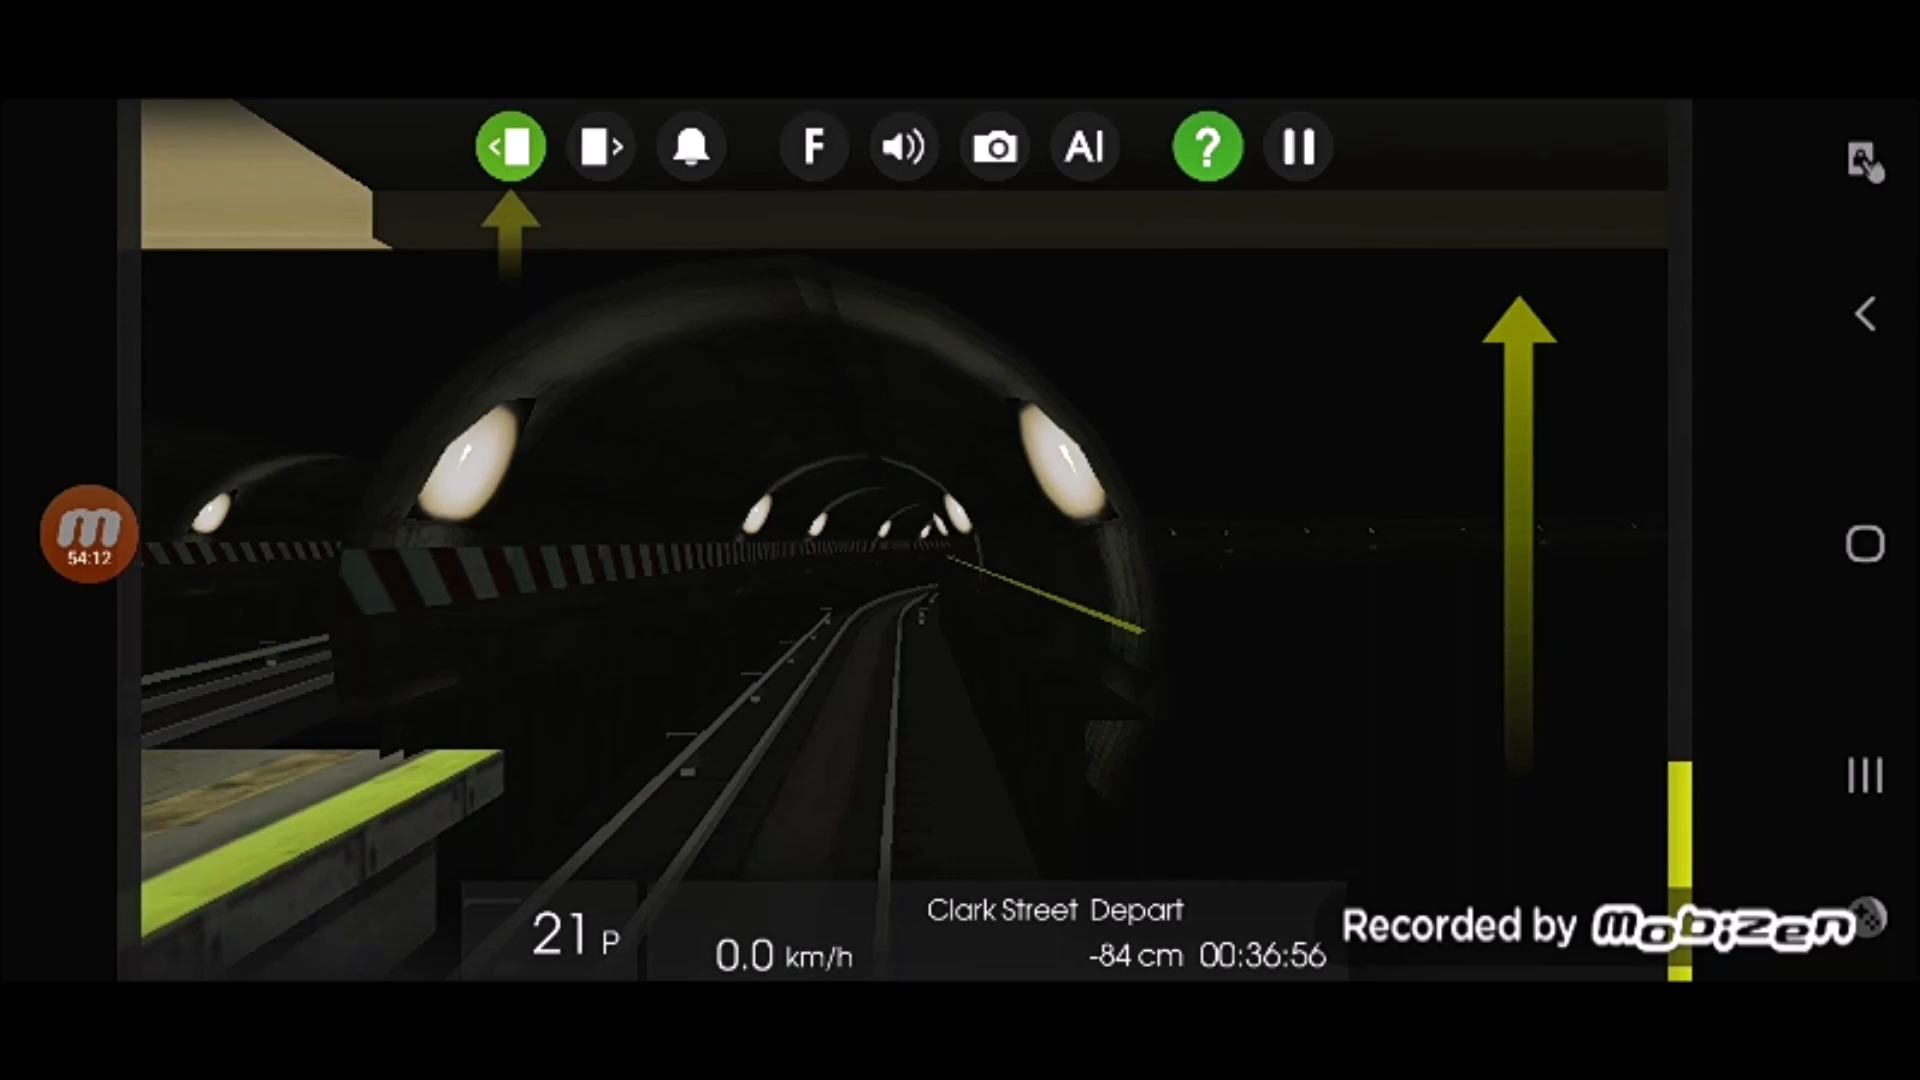 F
AI
?
54:12
Clark Street Depart
21 P
0.0 km/h
-84 cm 00:36:56
Recorded by mobizen